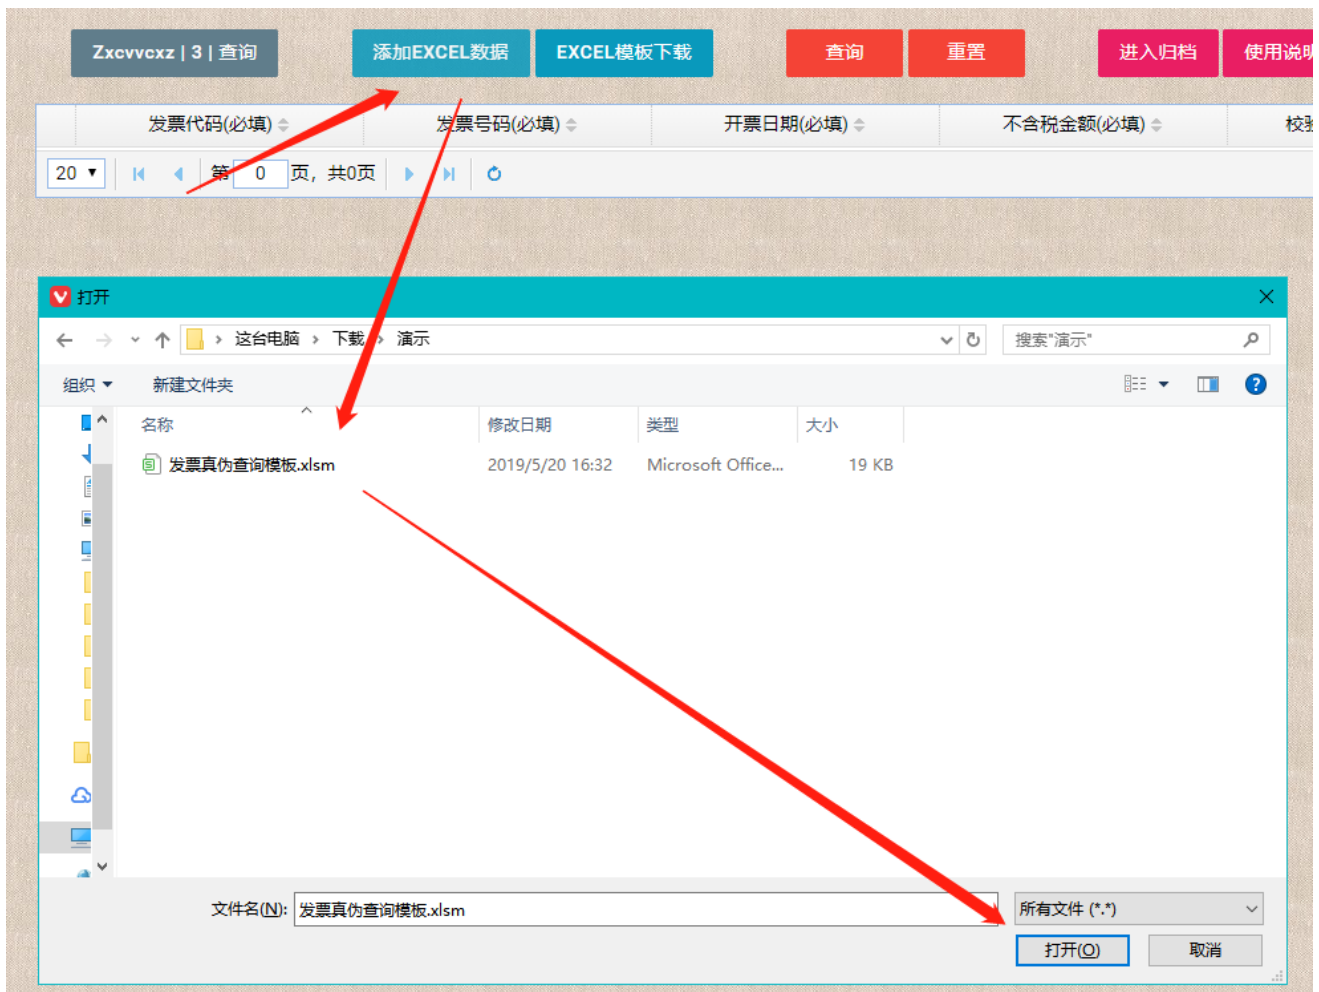 Zxcvvcxz | 3 | 查询 添加EXCEL数据 EXCEL模板下载 查询 重置 进入归档 使用说明
发票代码(必填) 发票号码(必填) 开票日期(必填) 不含税金额(必填) 校验
20 第 0 页，共0页
打开
这台电脑 › 下载 › 演示 搜索"演示"
组织 新建文件夹
名称 修改日期 类型 大小
发票真伪查询模板.xlsm 2019/5/20 16:32 Microsoft Office... 19 KB
文件名(N): 发票真伪查询模板.xlsm 所有文件 (*.*)
打开(O) 取消